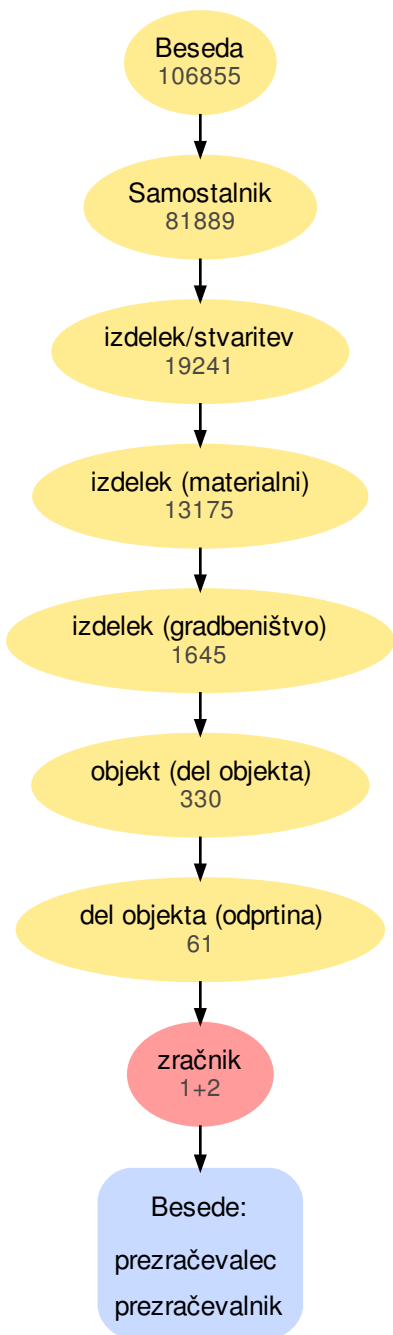 Beseda
106855
Samostalnik
81889
izdelek/stvaritev
19241
izdelek (materialni)
13175
izdelek (gradbeništvo)
1645
objekt (del objekta)
330
del objekta (odprtina)
61
zračnik
1+2
Besede:
prezračevalec
prezračevalnik